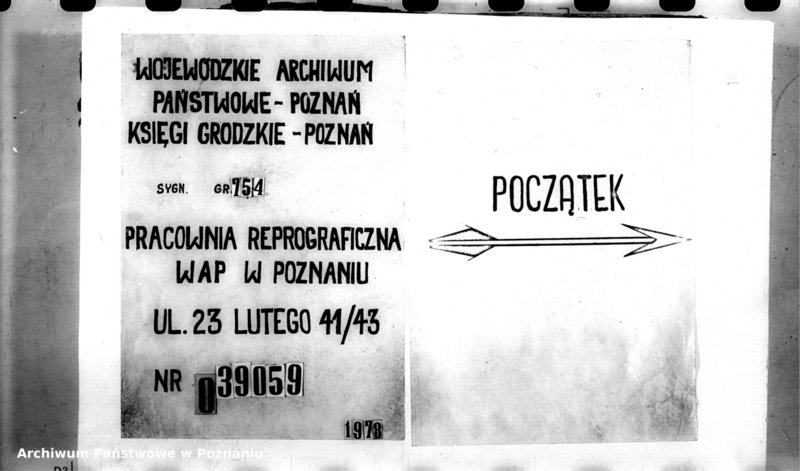 WOJEWÓDZKIE ARCHIWUM
PAŃSTWOWE - POZNAŃ
KSIĘGI GRODZKIE - POZNAŃ
SYGN. GR. 754
PRACOWNIA REPROGRAFICZNA
WAP W POZNANIU
UL. 23 LUTEGO 41/43
NR 039059
1978
POCZĄTEK
Archiwum Państwowe w Poznaniu